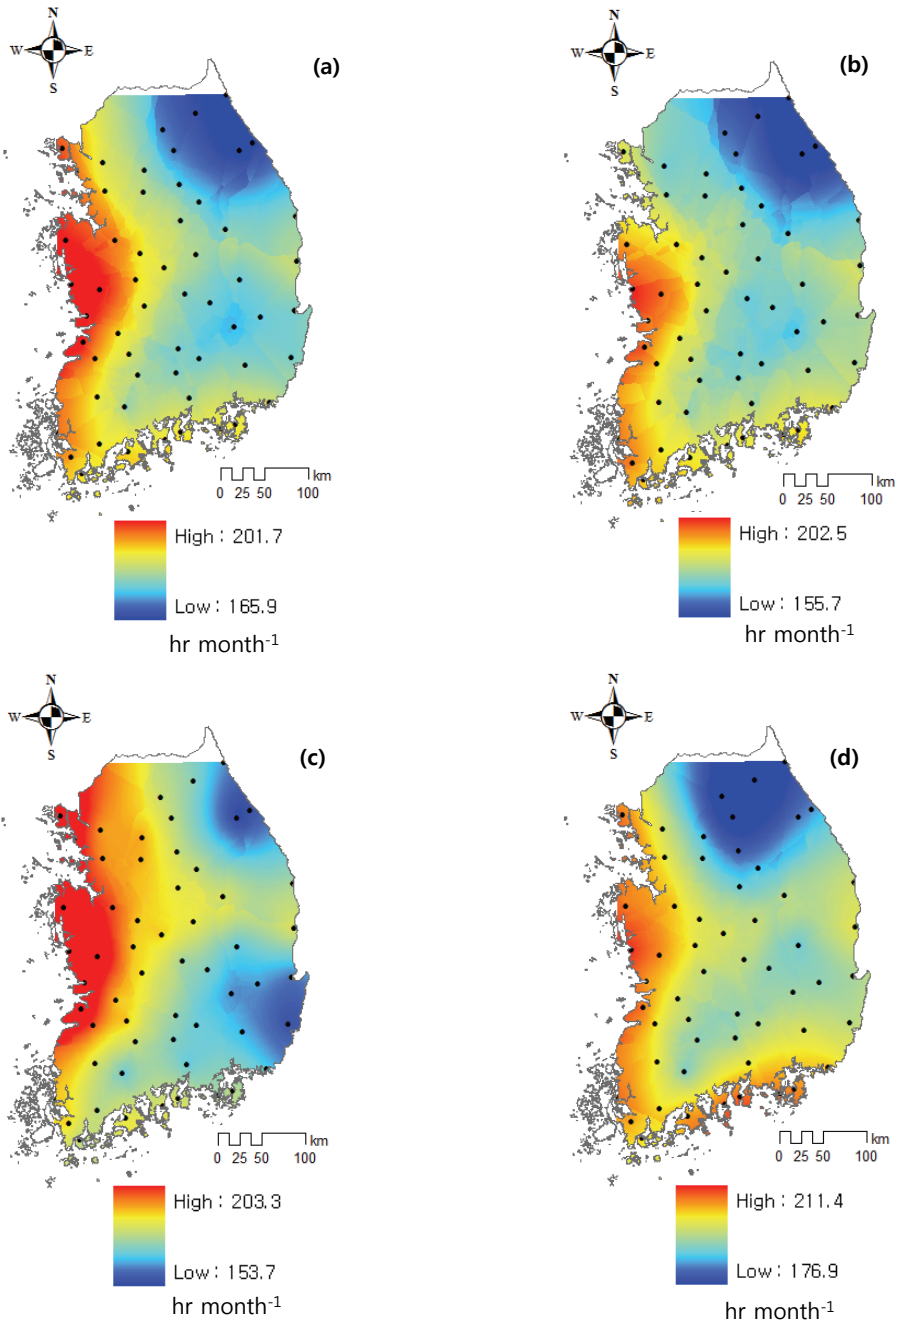 N
W E
S
(a)
km
0 25 50 100
High : 201.7
Low : 165.9
hr month-1
N
W E
S
(b)
km
0 25 50 100
High : 202.5
Low : 155.7
hr month-1
N
W E
S
(c)
km
0 25 50 100
High : 203.3
Low : 153.7
hr month-1
N
W E
S
(d)
km
0 25 50 100
High : 211.4
Low : 176.9
hr month-1